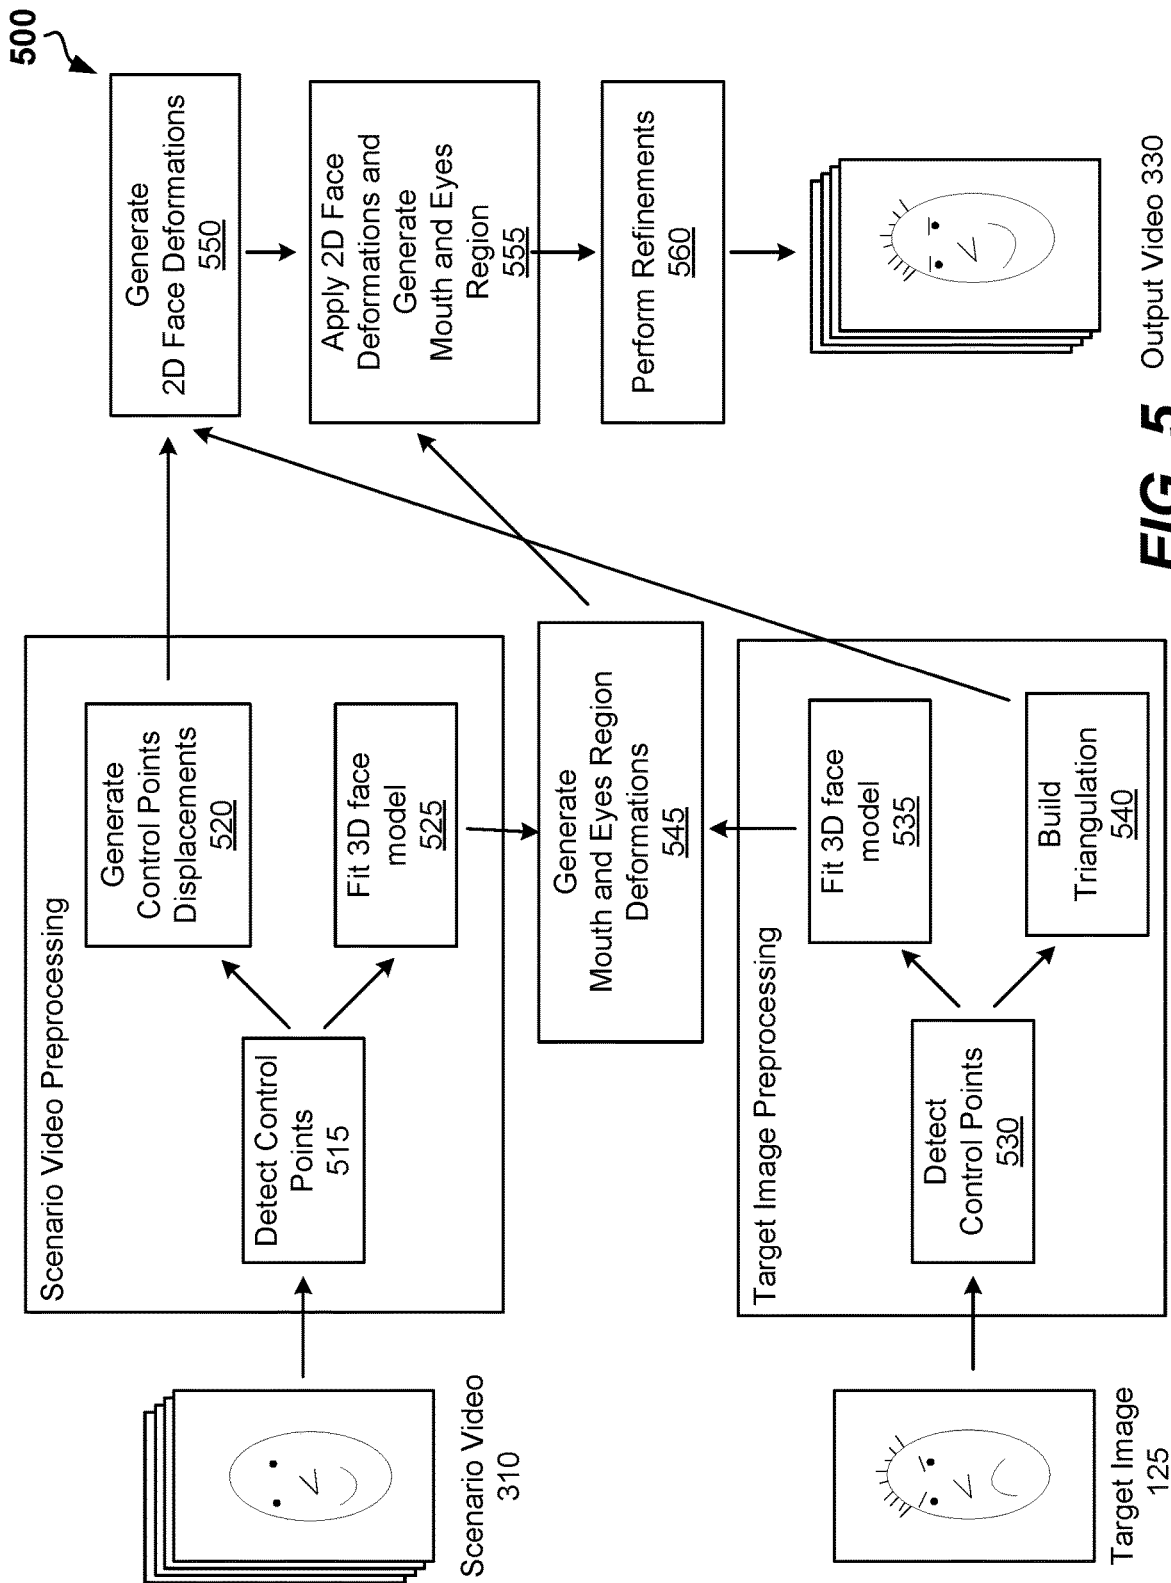 500
Scenario Video Preprocessing
Scenario Video
310
Detect Control
Points
515
Generate
Control Points
Displacements
520
Fit 3D face
model
525
Generate
Mouth and Eyes Region
Deformations
545
Target Image Preprocessing
Target Image
125
Detect
Control Points
530
Fit 3D face
model
535
Build
Triangulation
540
Generate
2D Face Deformations
550
Apply 2D Face
Deformations and
Generate
Mouth and Eyes
Region
555
Perform Refinements
560
Output Video 330
FIG. 5